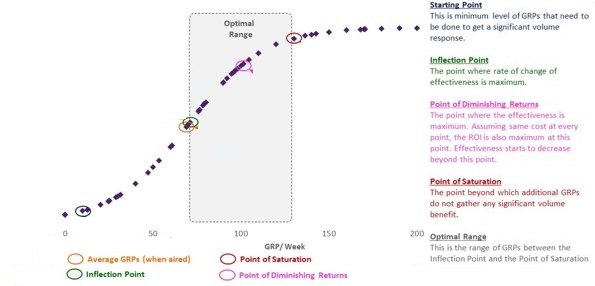 Optimal
Range
0
50
100
150
200
GRP/ Week
Average GRPs (when aired)
Point of Saturation
Inflection Point
Point of Diminishing Returns
Starting Point
This is minimum level of GRPs that need to
be done to get a significant volume
response.
Inflection Point
The point where rate of change of
effectiveness is maximum.
Point of Diminishing Returns
The point where the effectiveness is
maximum. Assuming same cost at every
point, the ROI is also maximum at this
point. Effectiveness starts to decrease
beyond this point.
Point of Saturation
The point beyond which additional GRPs
do not gather any significant volume
benefit.
Optimal Range
This is the range of GRPs between the
Inflection Point and the Point of Saturation